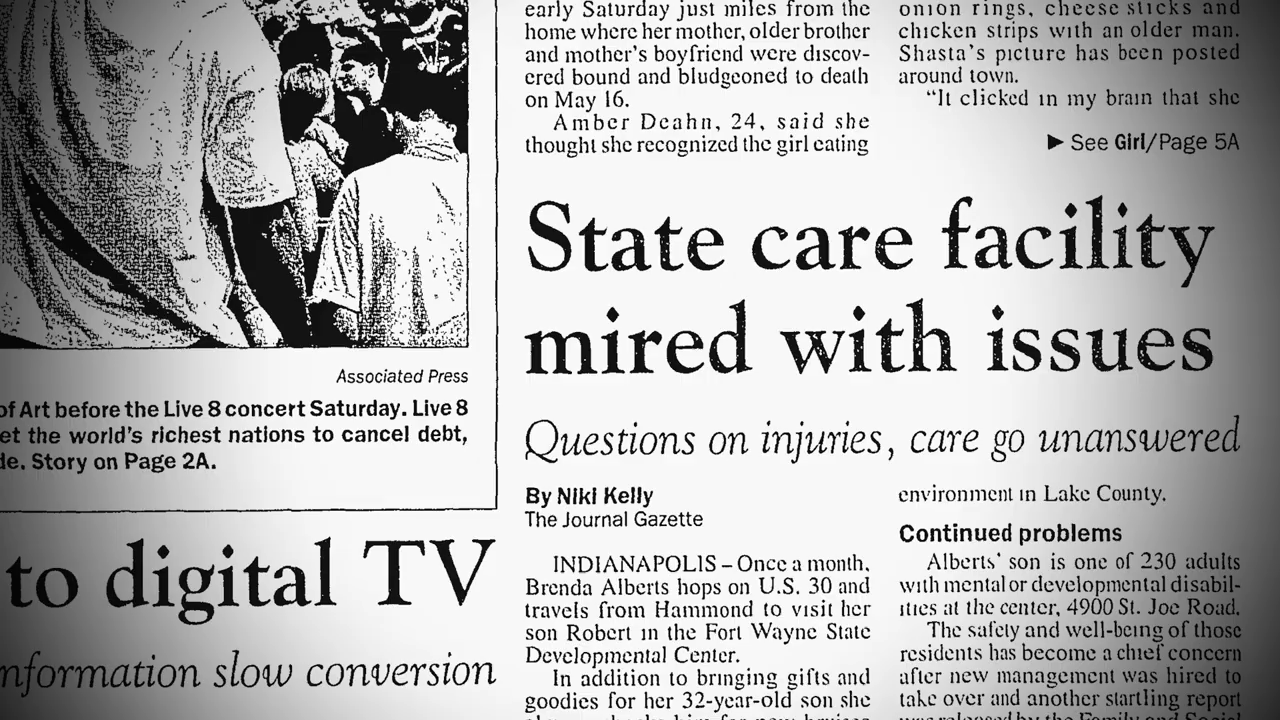 early Saturday just miles from the
home where her mother, older brother
and mother's boyfriend were discov-
ered bound and bludgeoned to death
on May 16.
Amber Deahn, 24, said she
thought she recognized the girl eating
onion rings, cheese sticks and
chicken strips with an older man.
Shasta's picture has been posted
around town.
"It clicked in my brain that she
▶ See Girl/Page 5A
Associated Press
of Art before the Live 8 concert Saturday. Live 8
et the world's richest nations to cancel debt,
de. Story on Page 2A.
to digital TV
nformation slow conversion
State care facility
mired with issues
Questions on injuries, care go unanswered
By Niki Kelly
The Journal Gazette
INDIANAPOLIS – Once a month,
Brenda Alberts hops on U.S. 30 and
travels from Hammond to visit her
son Robert in the Fort Wayne State
Developmental Center.
In addition to bringing gifts and
goodies for her 32-year-old son she
environment in Lake County.
Continued problems
Alberts' son is one of 230 adults
with mental or developmental disabil-
ities at the center, 4900 St. Joe Road.
The safety and well-being of those
residents has become a chief concern
after new management was hired to
take over and another startling report